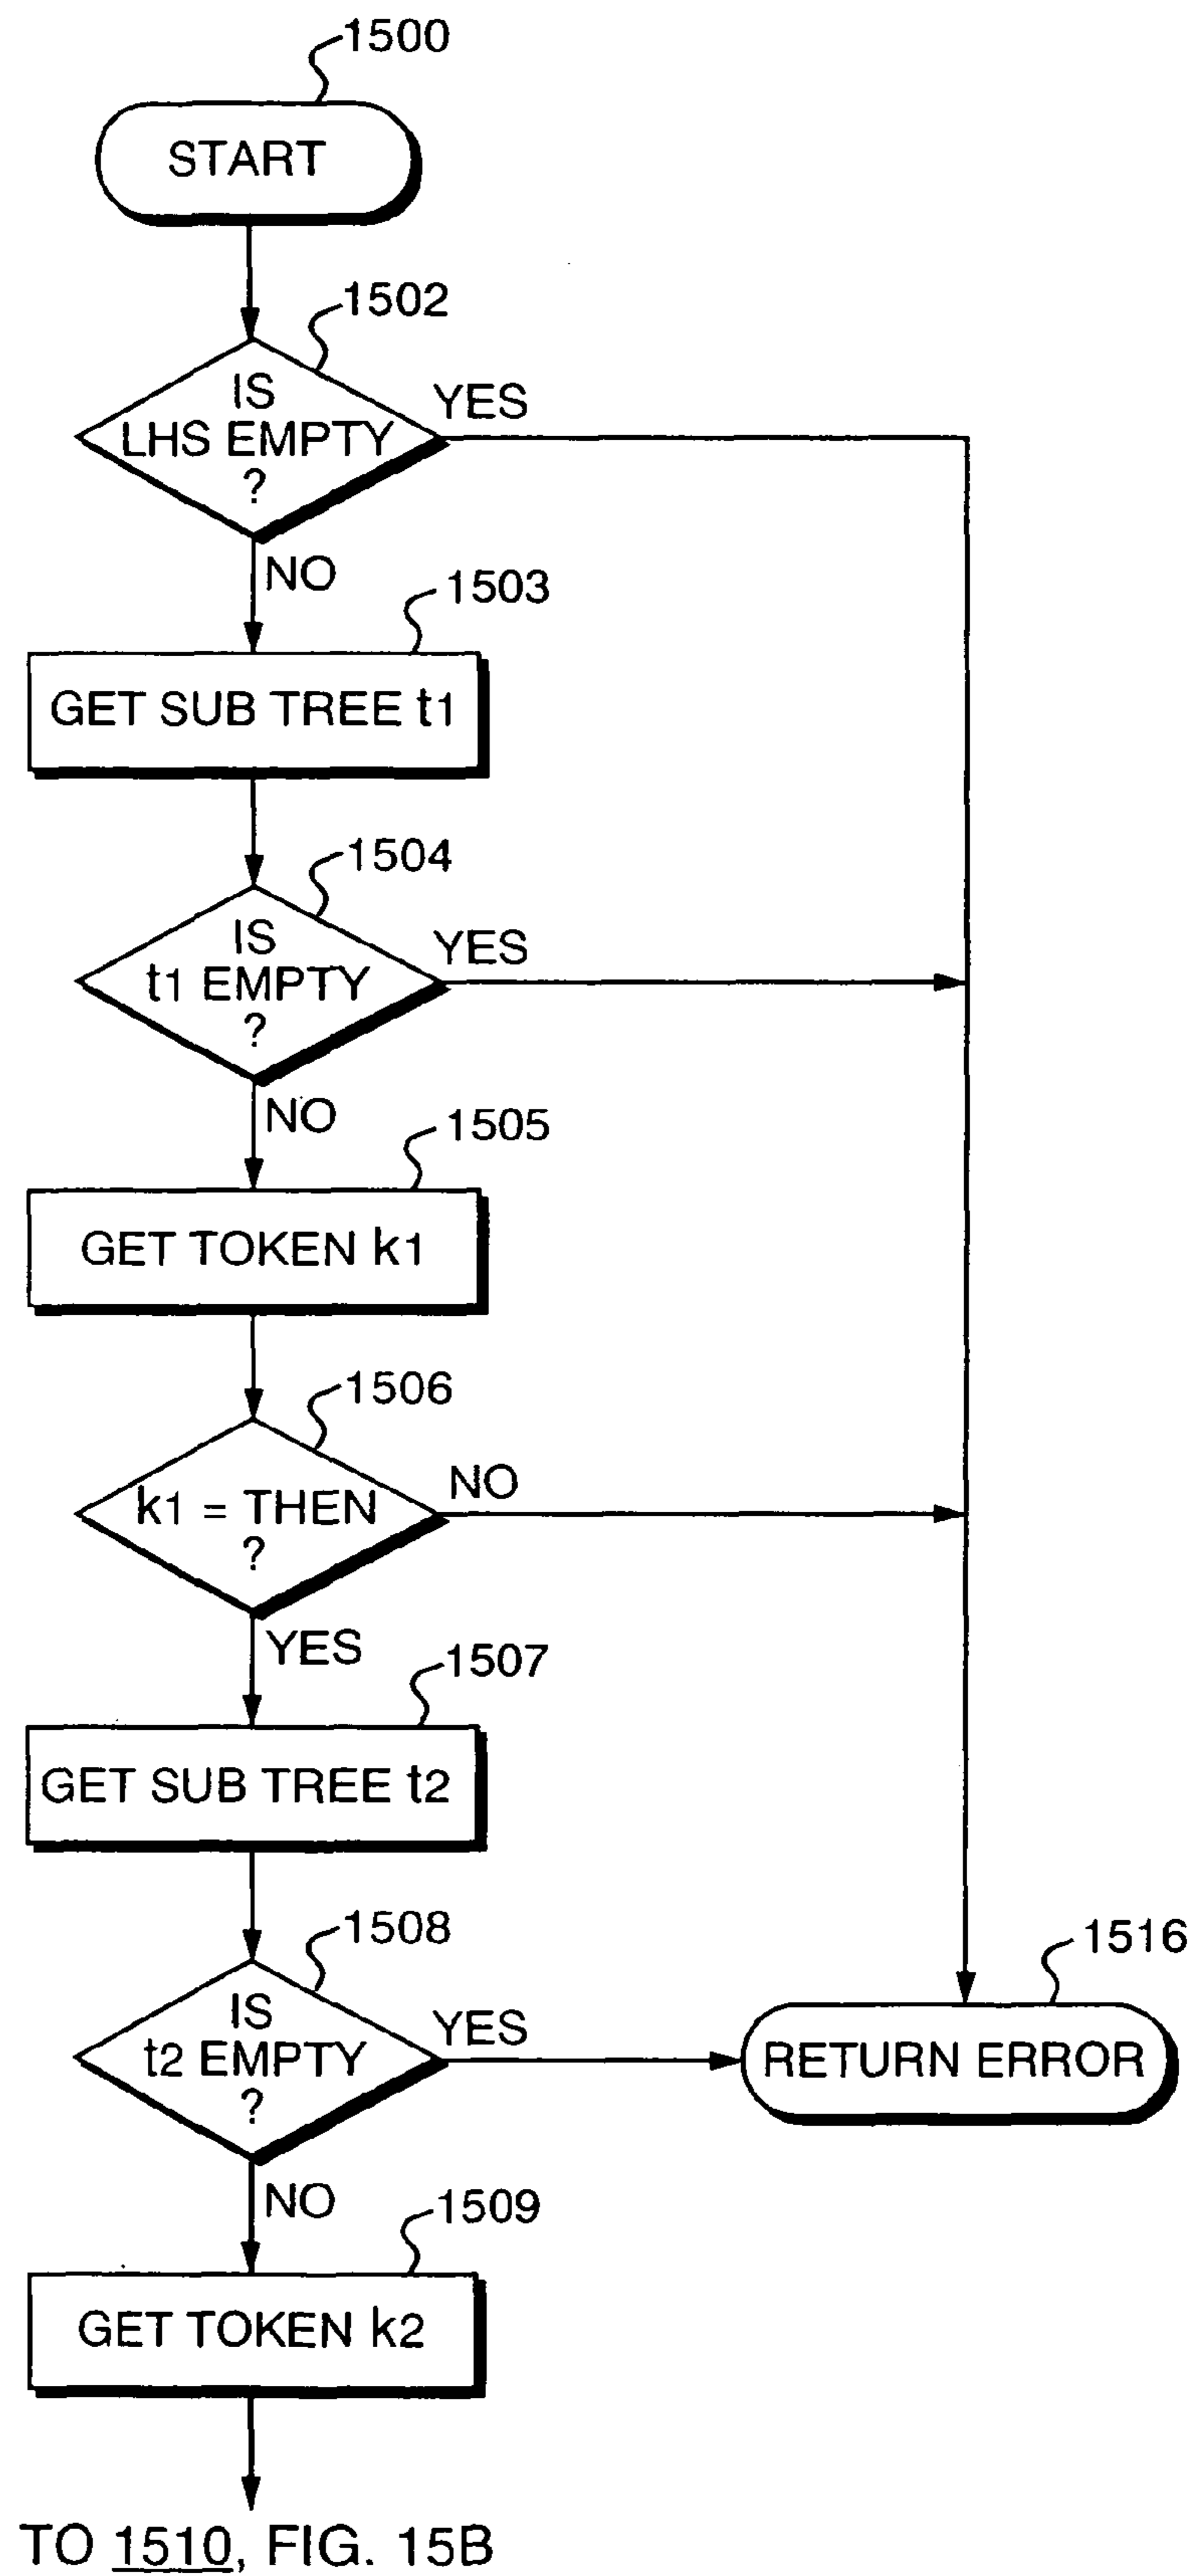 1500
START
1502
IS
LHS EMPTY
?
YES
NO
1503
GET SUB TREE t1
1504
IS
t1 EMPTY
?
YES
NO
1505
GET TOKEN k1
1506
k1 = THEN
?
NO
YES
1507
GET SUB TREE t2
1508
IS
t2 EMPTY
?
YES
1516
RETURN ERROR
NO
1509
GET TOKEN k2
TO 1510, FIG. 15B